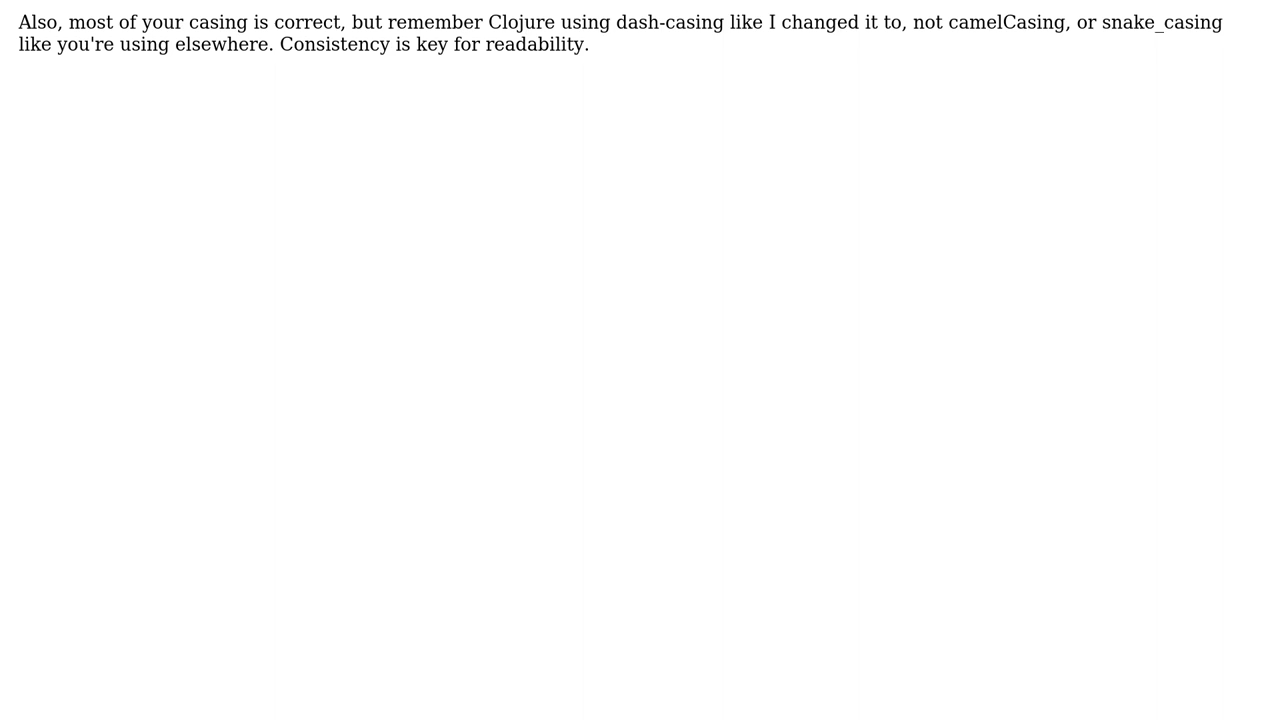 Also, most of your casing is correct, but remember Clojure using dash-casing like I changed it to, not camelCasing, or snake_casing
like you're using elsewhere. Consistency is key for readability.